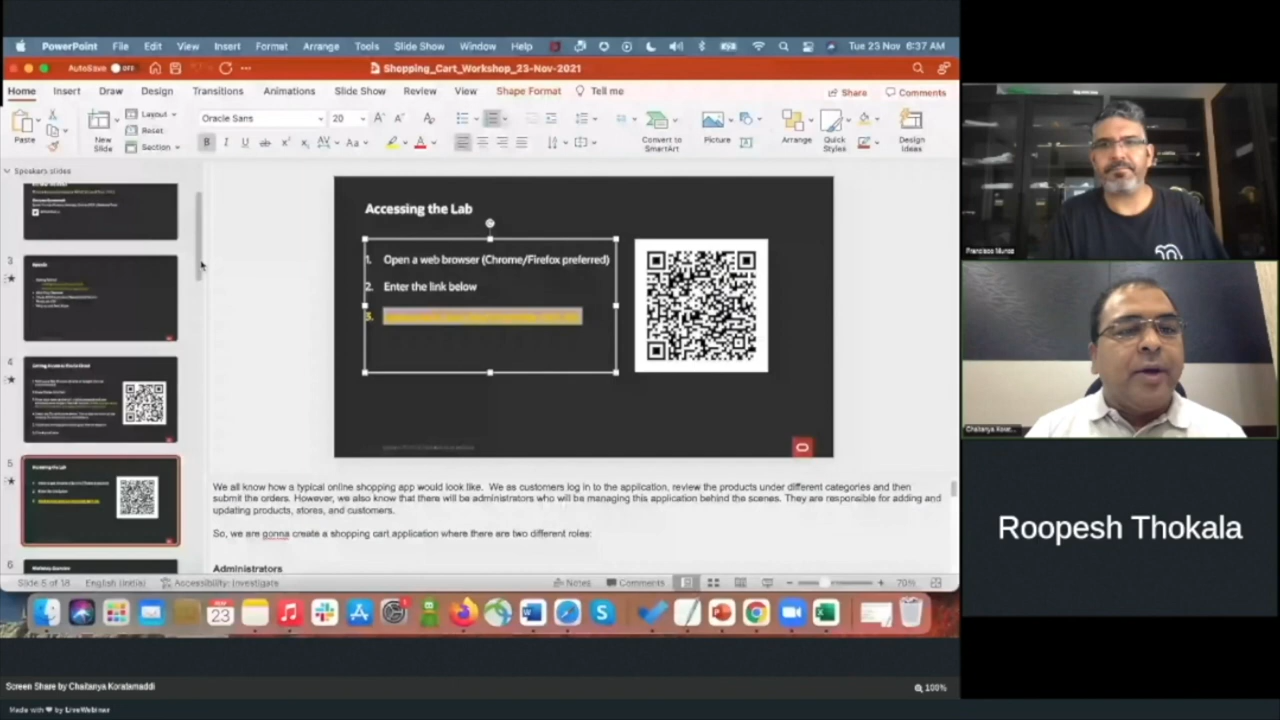 PowerPoint File Edit View Insert Format Arrange Tools Slide Show Window Help Tue 23 Nov 6:37 AM
AutoSave OFF Shopping_Cart_Workshop_23-Nov-2021
Home Insert Draw Design Transitions Animations Slide Show Review View Shape Format Tell me Share Comments
Paste
New Slide
Layout
Reset
Section
Oracle Sans 20
Convert to SmartArt
Picture
Arrange
Quick Styles
Design Ideas
Speakers slides
3
4
5
6
Accessing the Lab
1. Open a web browser (Chrome/Firefox preferred)
2. Enter the link below
3.
We all know how a typical online shopping app would look like. We as customers log in to the application, review the products under different categories and then
submit the orders. However, we also know that there will be administrators who will be managing this application behind the scenes. They are responsible for adding and
updating products, stores, and customers.
So, we are gonna create a shopping cart application where there are two different roles:
Administrators
Slide 5 of 18 English (India) Accessibility: Investigate Notes Comments 70%
23
Screen Share by Chaitanya Koratamaddi
100%
Made with ❤ by LiveWebinar
Francisco Munoz
Chaitanya Korat...
Roopesh Thokala